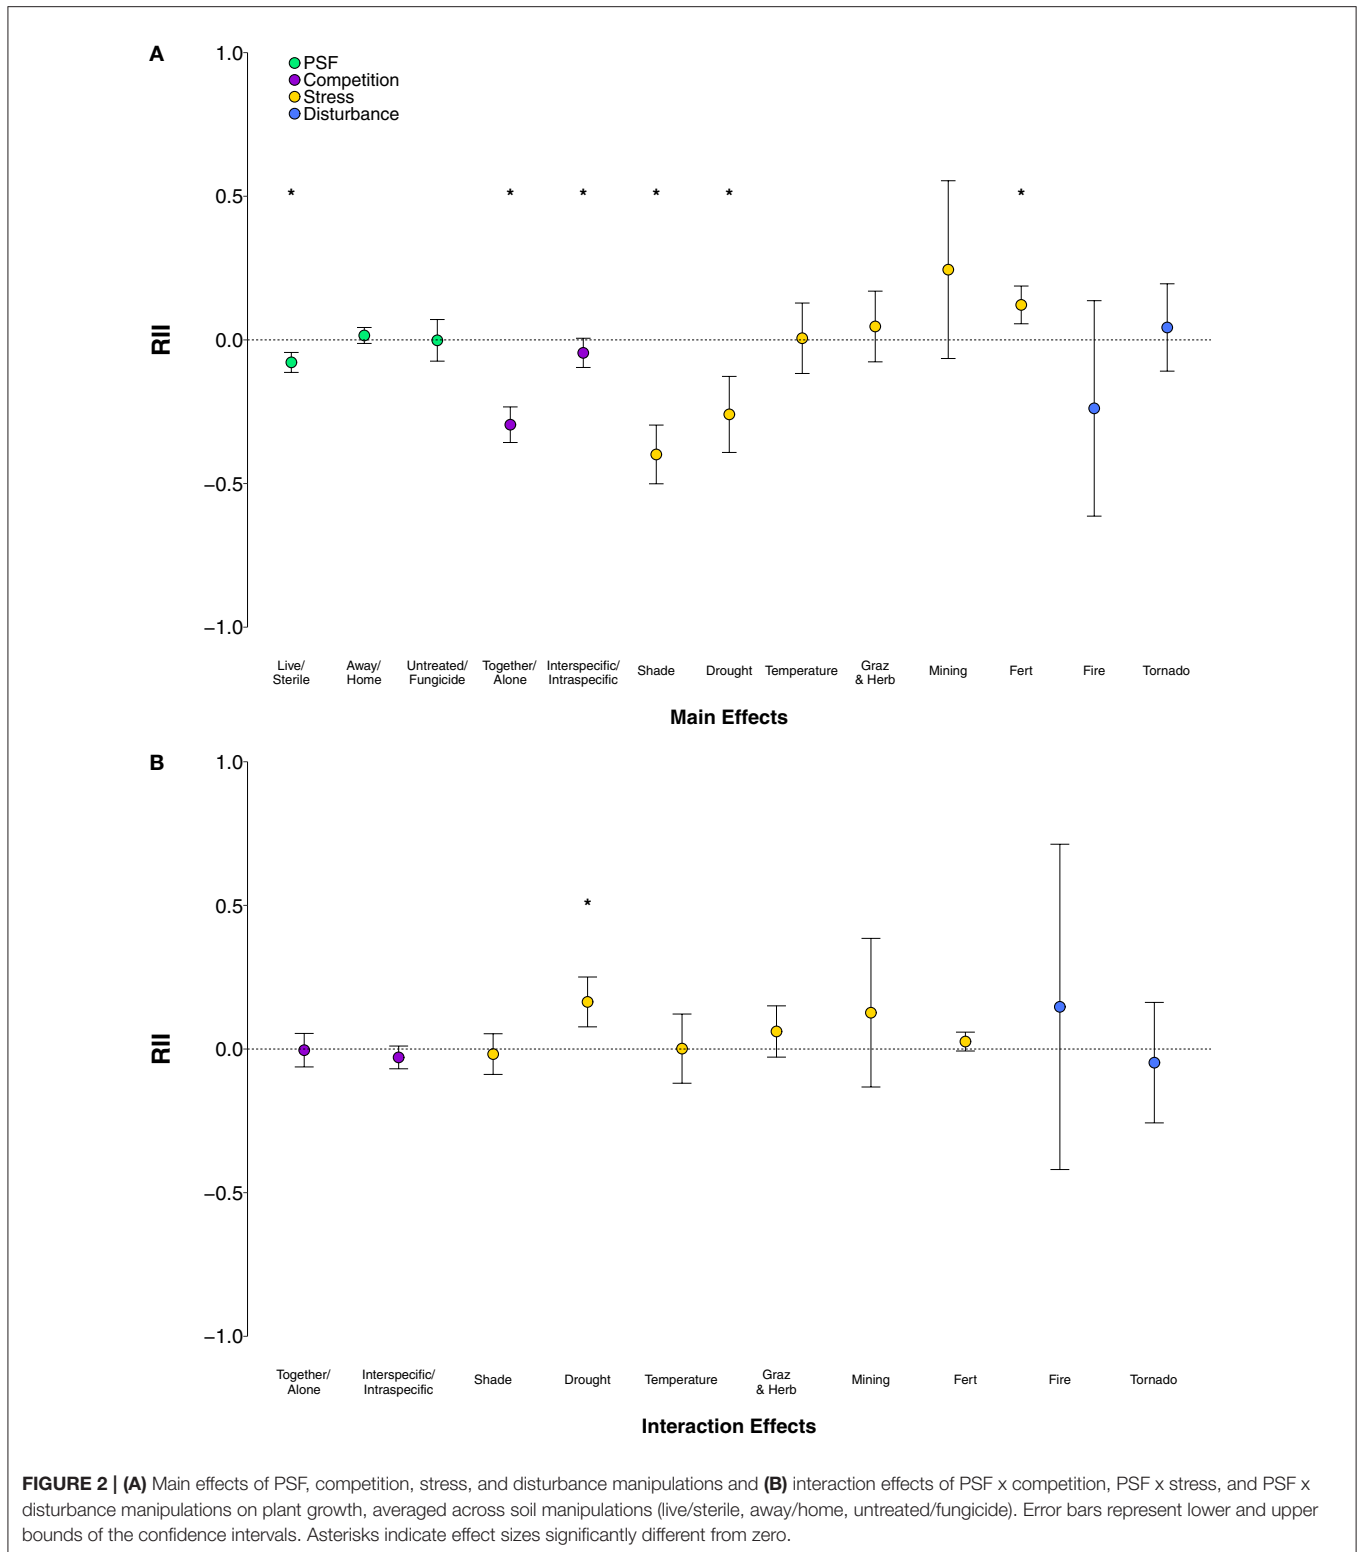 A
1.0
PSF
Competition
Stress
Disturbance
0.5
* * * * * *
RII
0.0
−0.5
−1.0
Live/ Away/ Untreated/ Together/ Interspecific/ Shade Drought Temperature Graz Mining Fert Fire Tornado
Sterile Home Fungicide Alone Intraspecific & Herb
Main Effects
B
1.0
0.5
*
RII
0.0
−0.5
−1.0
Together/ Interspecific/ Shade Drought Temperature Graz Mining Fert Fire Tornado
Alone Intraspecific & Herb
Interaction Effects
FIGURE 2 | (A) Main effects of PSF, competition, stress, and disturbance manipulations and (B) interaction effects of PSF x competition, PSF x stress, and PSF x
disturbance manipulations on plant growth, averaged across soil manipulations (live/sterile, away/home, untreated/fungicide). Error bars represent lower and upper
bounds of the confidence intervals. Asterisks indicate effect sizes significantly different from zero.